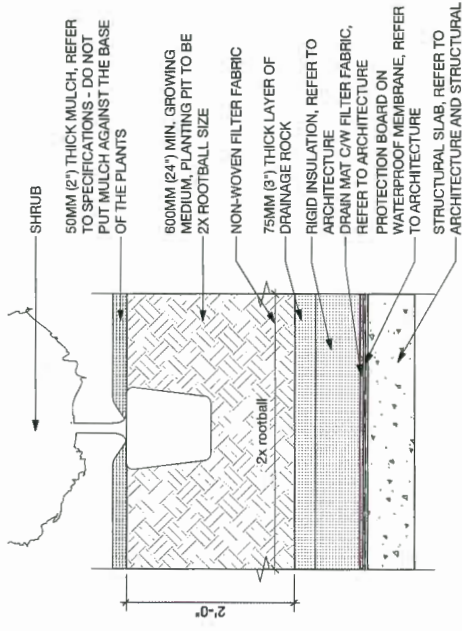 SHRUB
50MM (2") THICK MULCH, REFER
TO SPECIFICATIONS - DO NOT
PUT MULCH AGAINST THE BASE
OF THE PLANTS
600MM (24") MIN. GROWING
MEDIUM, PLANTING PIT TO BE
2X ROOTBALL SIZE
NON-WOVEN FILTER FABRIC
75MM (3") THICK LAYER OF
DRAINAGE ROCK
RIGID INSULATION, REFER TO
ARCHITECTURE
DRAIN MAT C/W FILTER FABRIC,
REFER TO ARCHITECTURE
PROTECTION BOARD ON
WATERPROOF MEMBRANE, REFER
TO ARCHITECTURE
STRUCTURAL SLAB, REFER TO
ARCHITECTURE AND STRUCTURAL
2x rootball
2'-0"